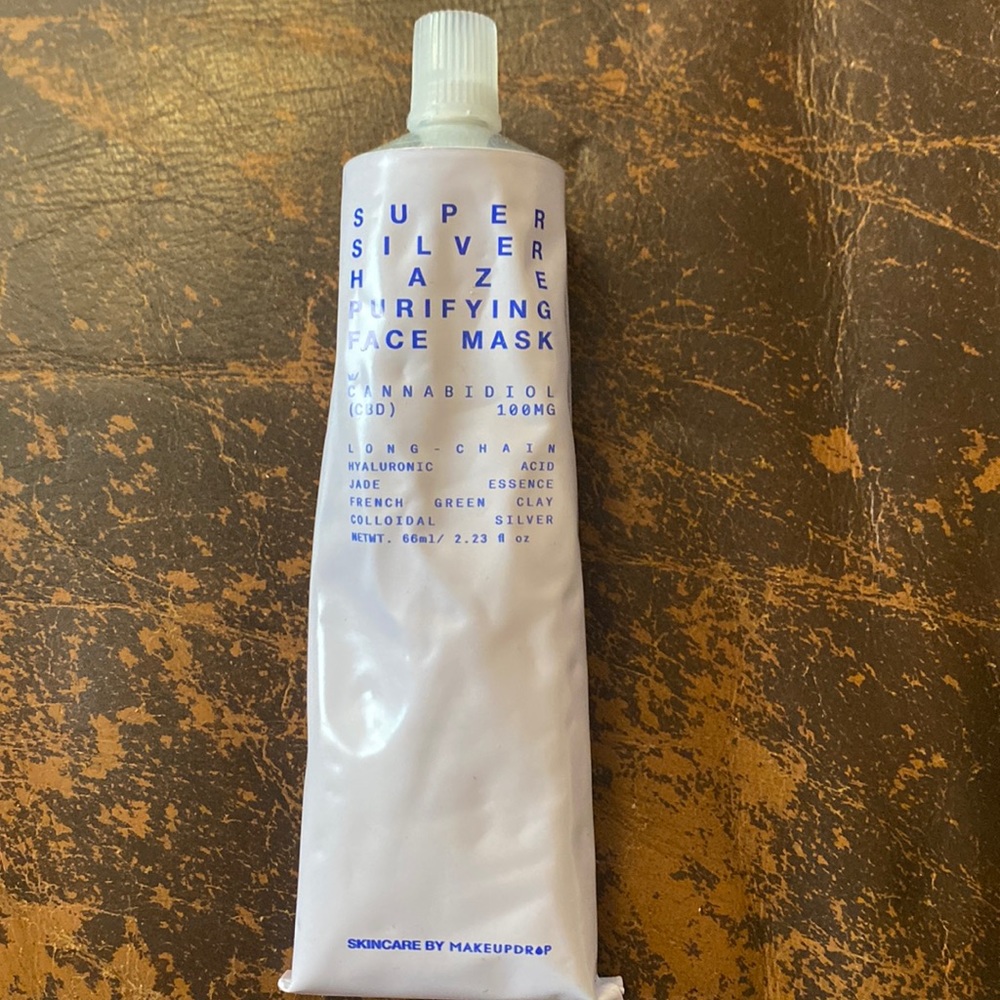 SUPER
SILVER
HAZE
PURIFYING
FACE MASK
CANNABIDIOL
(CBD) 100MG
LONG-CHAIN
HYALURONIC ACID
JADE ESSENCE
FRENCH GREEN CLAY
COLLOIDAL SILVER
NETWT. 66ml/ 2.23 fl oz
SKINCARE BY MAKEUPDROP